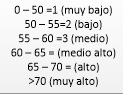 0 – 50 =1 (muy bajo)
50 – 55=2 (bajo)
55 – 60 =3 (medio)
60 – 65 = (medio alto)
65 – 70 = (alto)
>70 (muy alto)